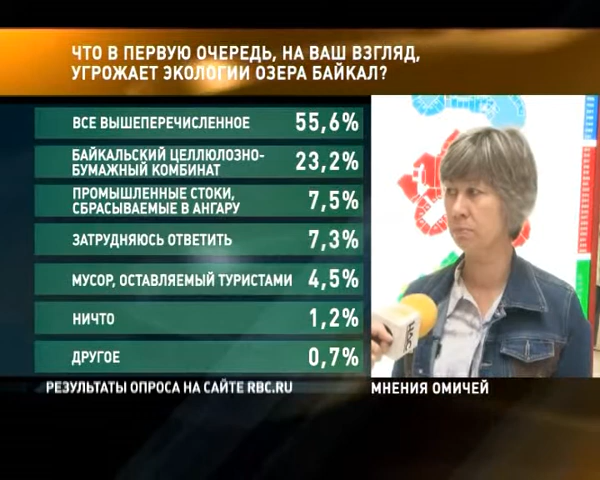 ЧТО В ПЕРВУЮ ОЧЕРЕДЬ, НА ВАШ ВЗГЛЯД,
УГРОЖАЕТ ЭКОЛОГИИ ОЗЕРА БАЙКАЛ?
ВСЕ ВЫШЕПЕРЕЧИСЛЕННОЕ 55,6%
БАЙКАЛЬСКИЙ ЦЕЛЛЮЛОЗНО-
БУМАЖНЫЙ КОМБИНАТ 23,2%
ПРОМЫШЛЕННЫЕ СТОКИ,
СБРАСЫВАЕМЫЕ В АНГАРУ 7,5%
ЗАТРУДНЯЮСЬ ОТВЕТИТЬ 7,3%
МУСОР, ОСТАВЛЯЕМЫЙ ТУРИСТАМИ 4,5%
НИЧТО 1,2%
ДРУГОЕ 0,7%
РЕЗУЛЬТАТЫ ОПРОСА НА САЙТЕ RBC.RU
МНЕНИЯ ОМИЧЕЙ